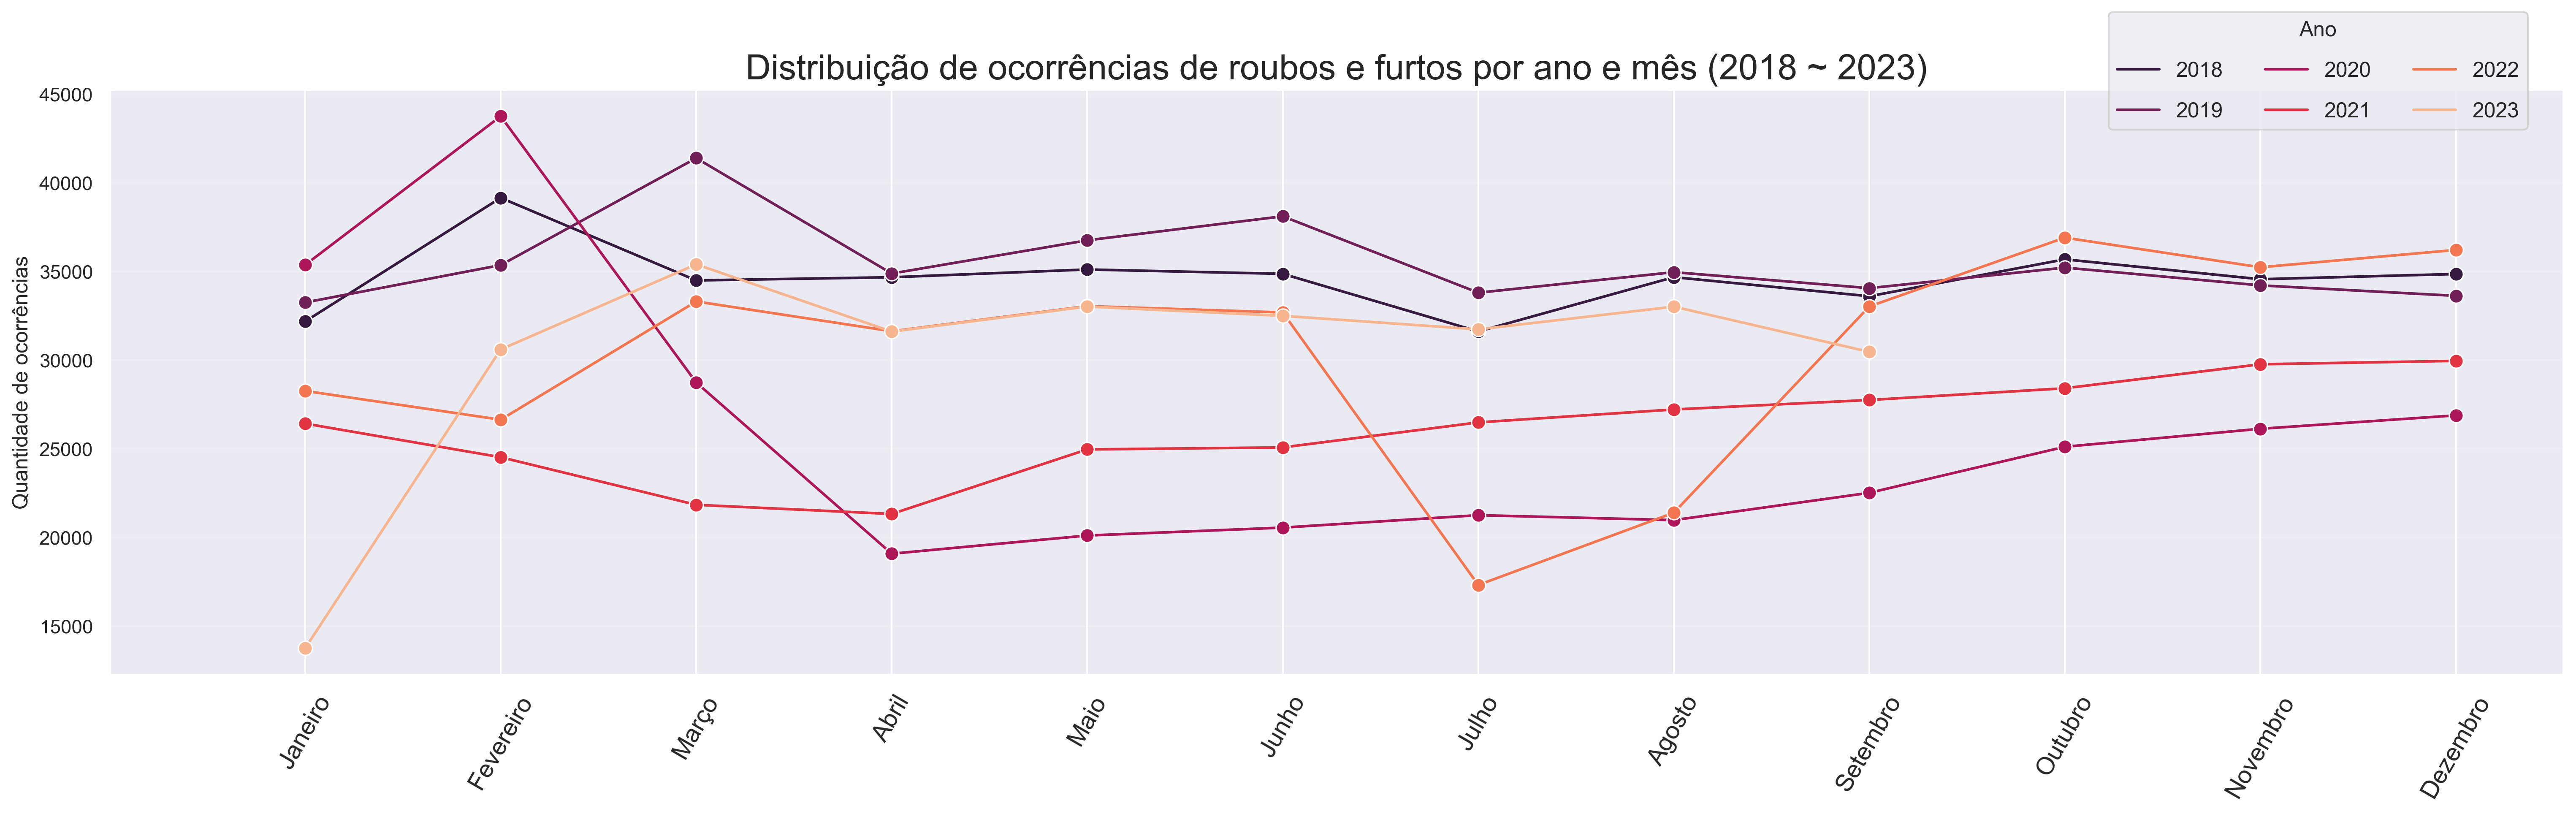 Distribuição de ocorrências de roubos e furtos por ano e mês (2018 ~ 2023)
Ano
2018 2020 2022
2019 2021 2023
Quantidade de ocorrências
45000
40000
35000
30000
25000
20000
15000
Janeiro Fevereiro Março Abril Maio Junho Julho Agosto Setembro Outubro Novembro Dezembro